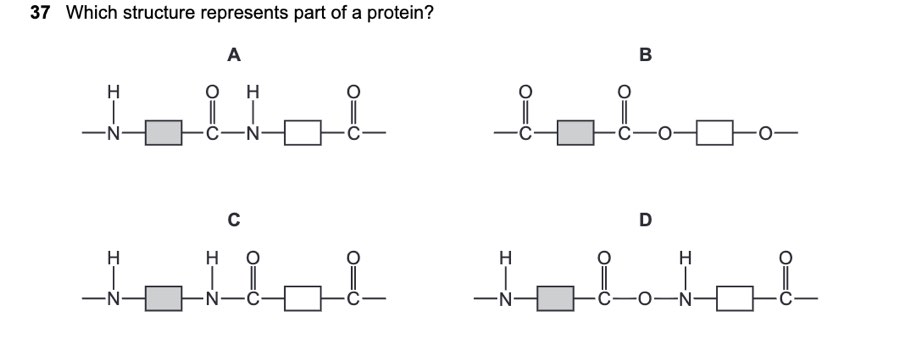 37 Which structure represents part of a protein?
A
B
H O H O
N C N C
O O
C C O O
C
D
H H O O
N N C C
H O H O
N C O N C